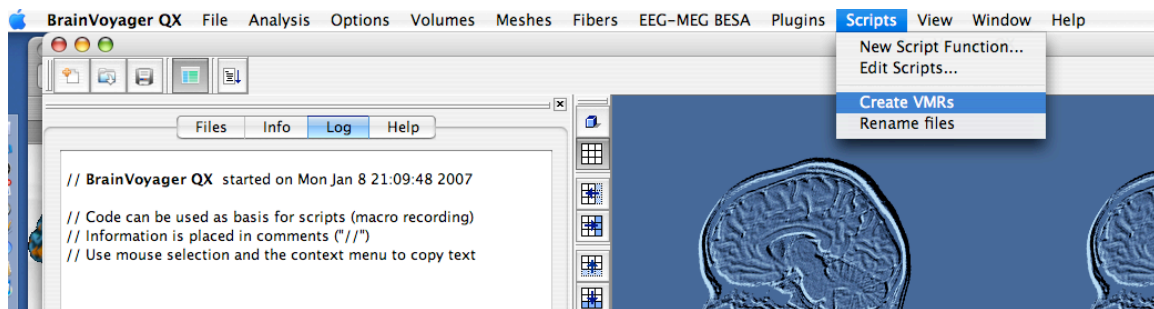 BrainVoyager QX File Analysis Options Volumes Meshes Fibers EEG-MEG BESA Plugins Scripts View Window Help
New Script Function...
Edit Scripts...
Create VMRs
Rename files
Files Info Log Help
// BrainVoyager QX started on Mon Jan 8 21:09:48 2007
// Code can be used as basis for scripts (macro recording)
// Information is placed in comments ("//")
// Use mouse selection and the context menu to copy text